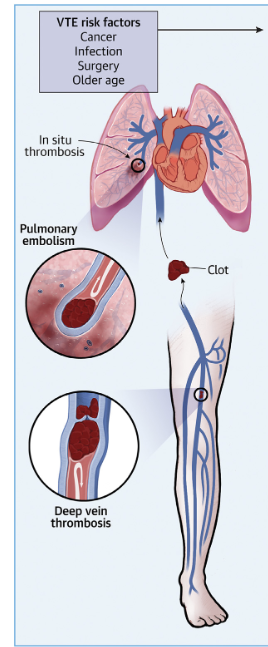 VTE risk factors
Cancer
Infection
Surgery
Older age
In situ
thrombosis
Pulmonary
embolism
Clot
Deep vein
thrombosis